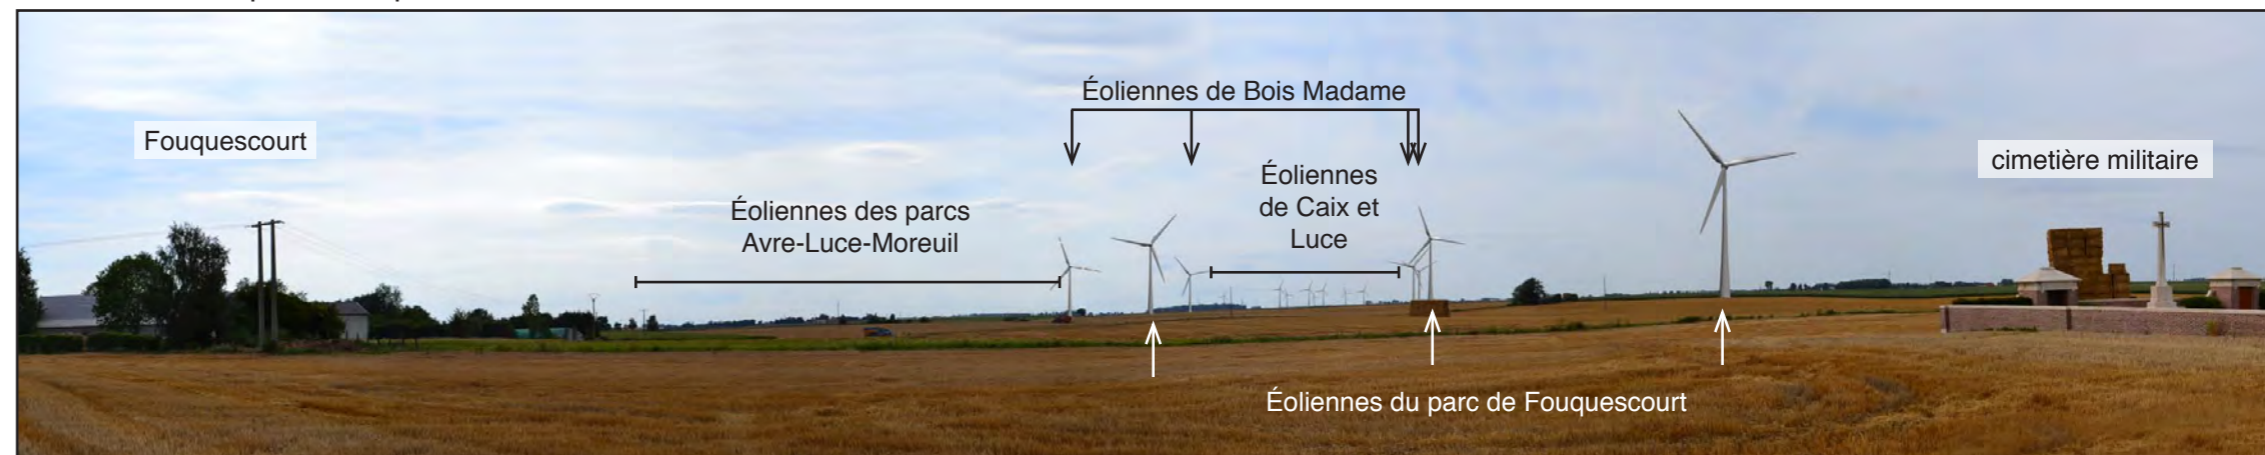 Éoliennes de Bois Madame
Fouquescourt
cimetière militaire
Éoliennes
de Caix et
Luce
Éoliennes des parcs
Avre-Luce-Moreuil
Éoliennes du parc de Fouquescourt